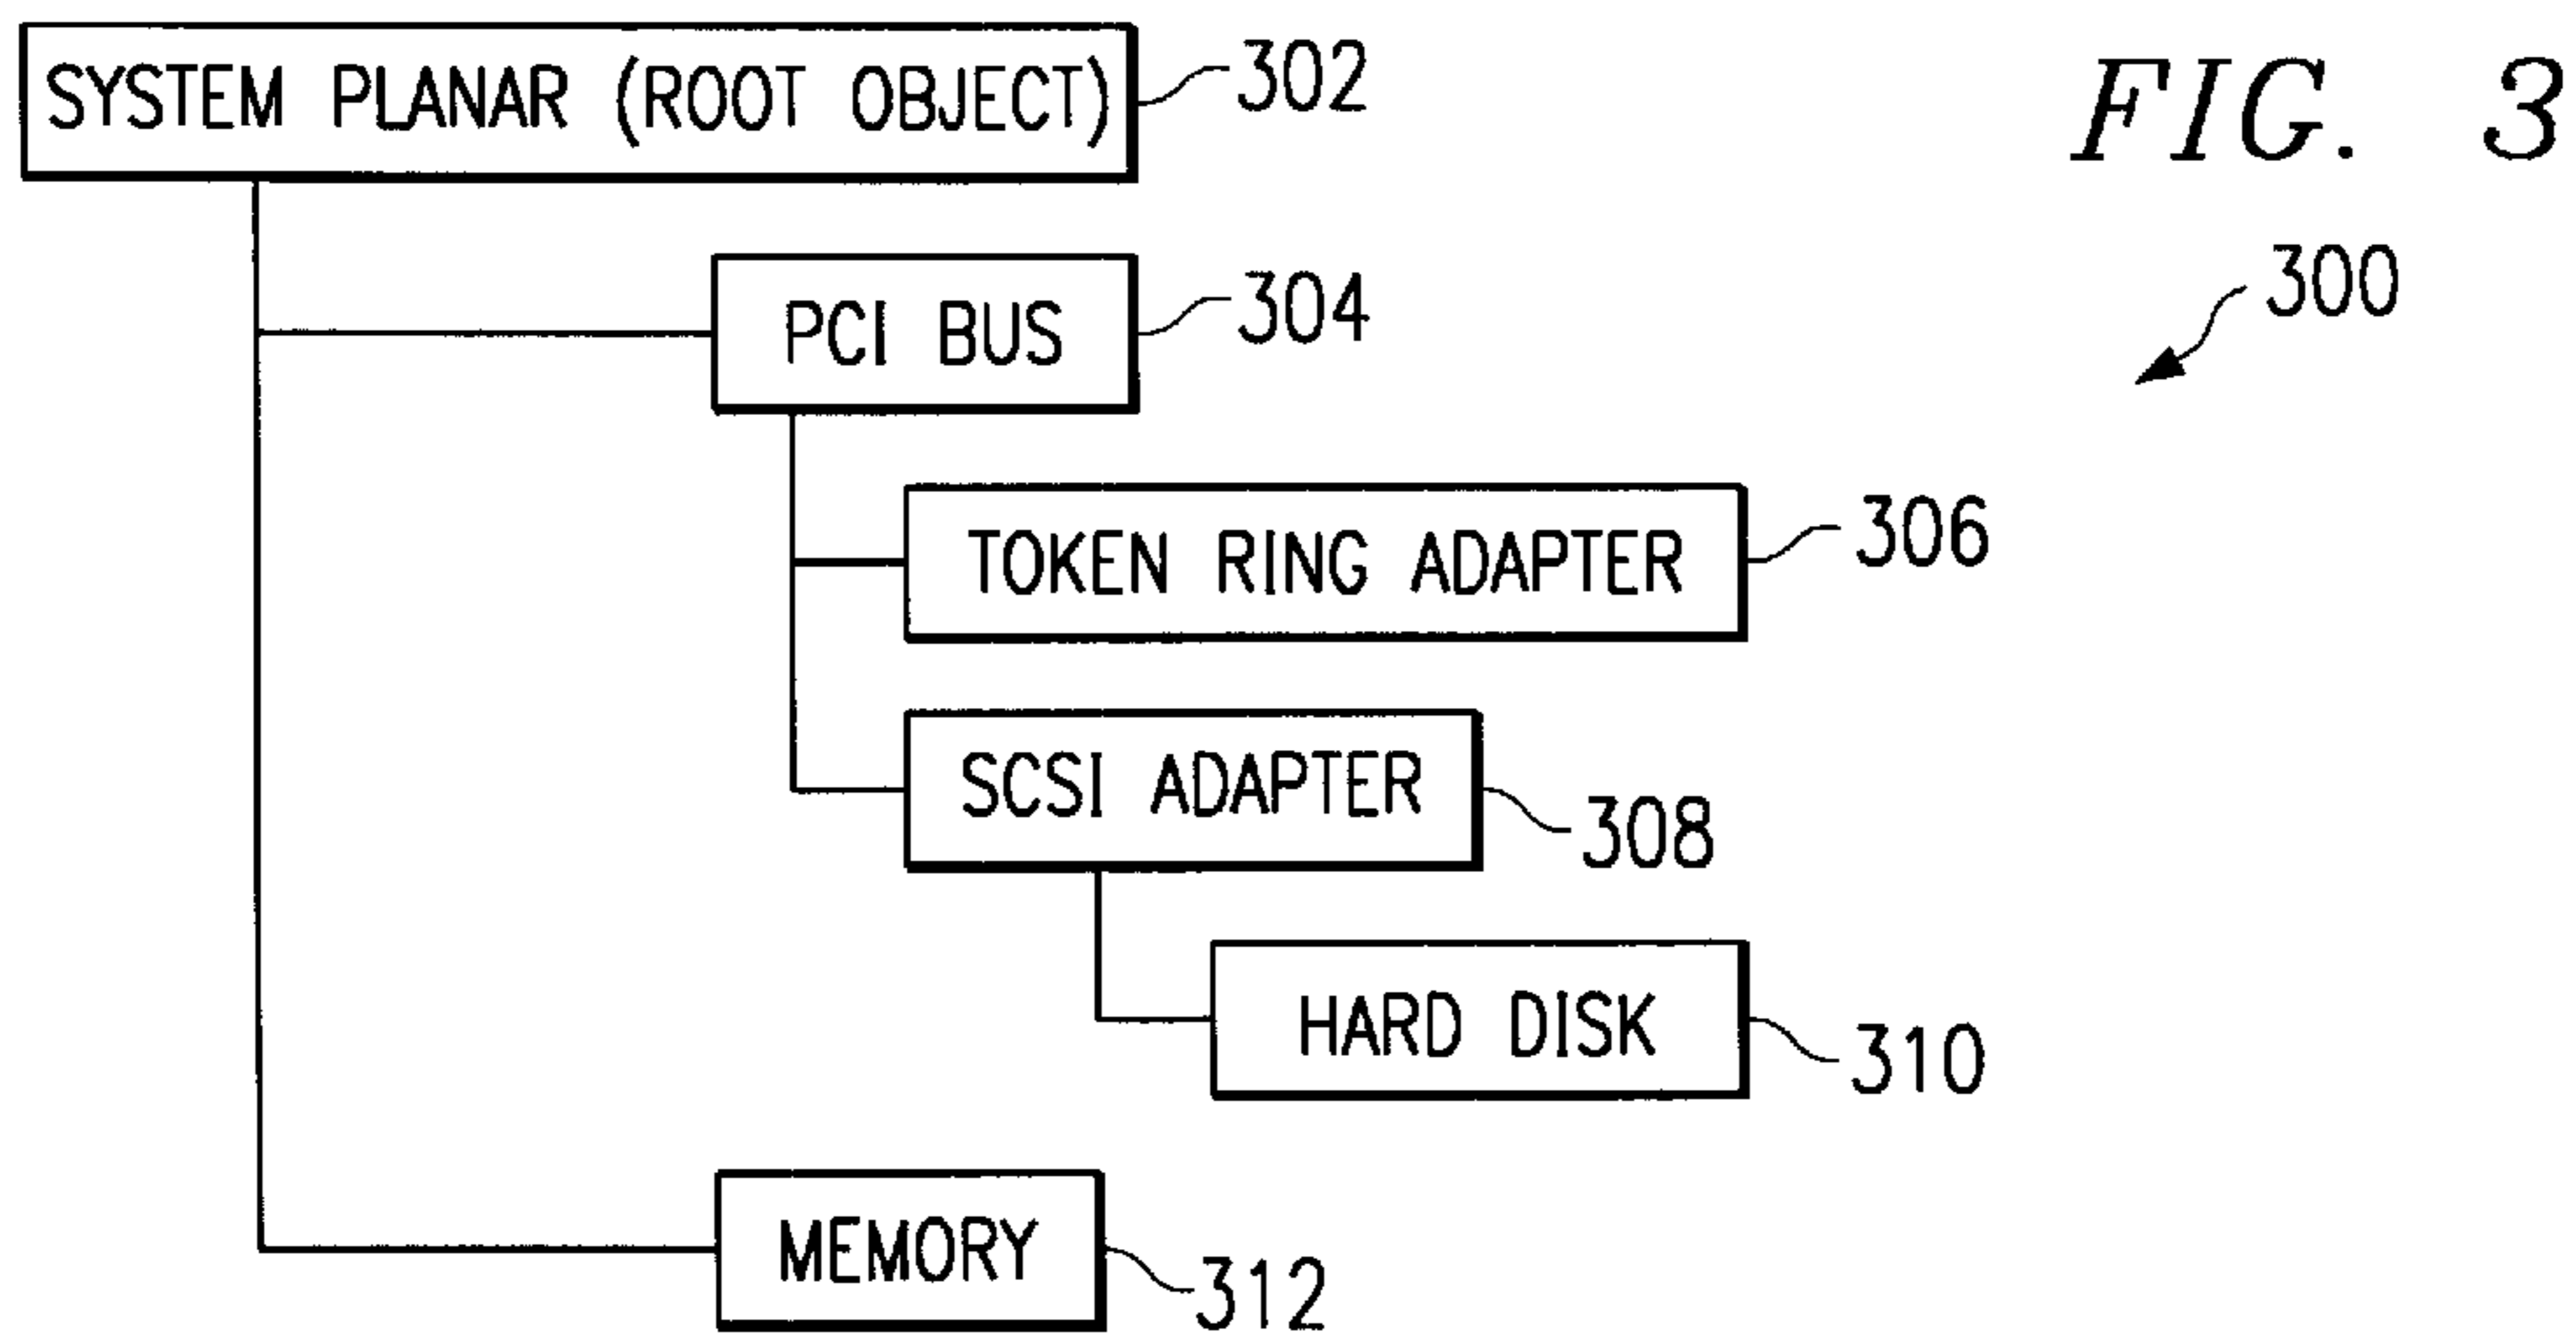 SYSTEM PLANAR (ROOT OBJECT)
302
FIG. 3
PCI BUS
304
300
TOKEN RING ADAPTER
306
SCSI ADAPTER
308
HARD DISK
310
MEMORY
312